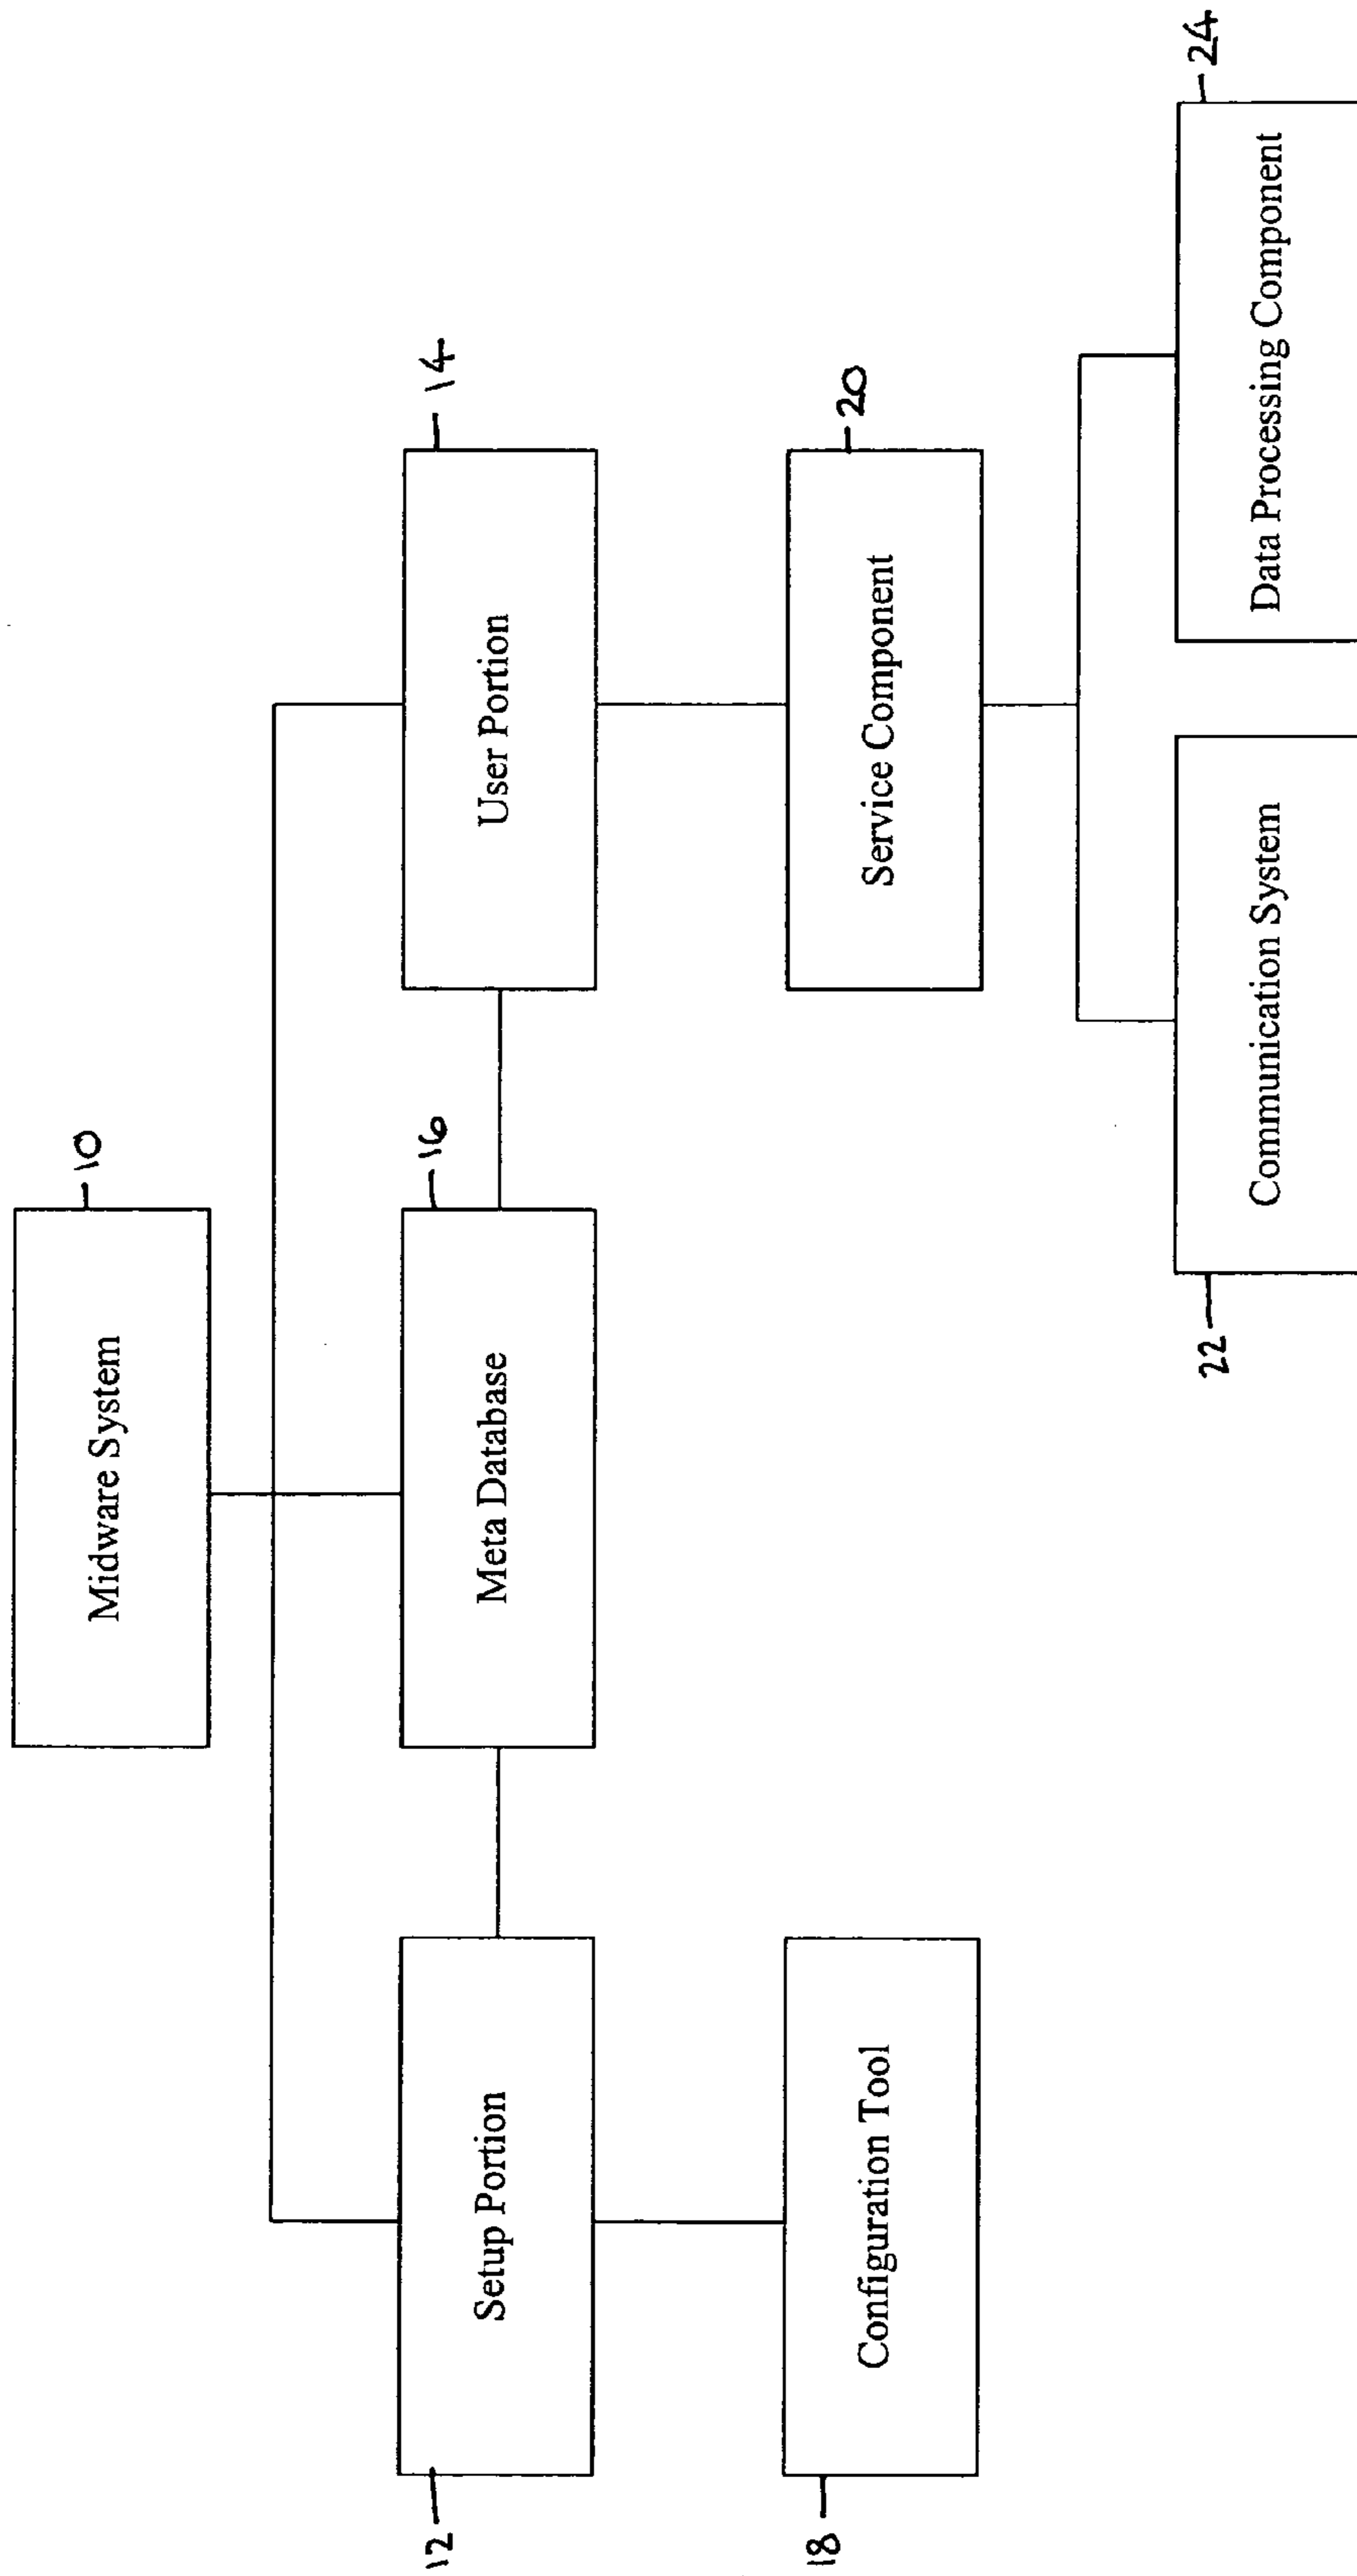 Midware System
10
Setup Portion
12
Meta Database
16
User Portion
14
Configuration Tool
18
Service Component
20
Communication System
22
Data Processing Component
24